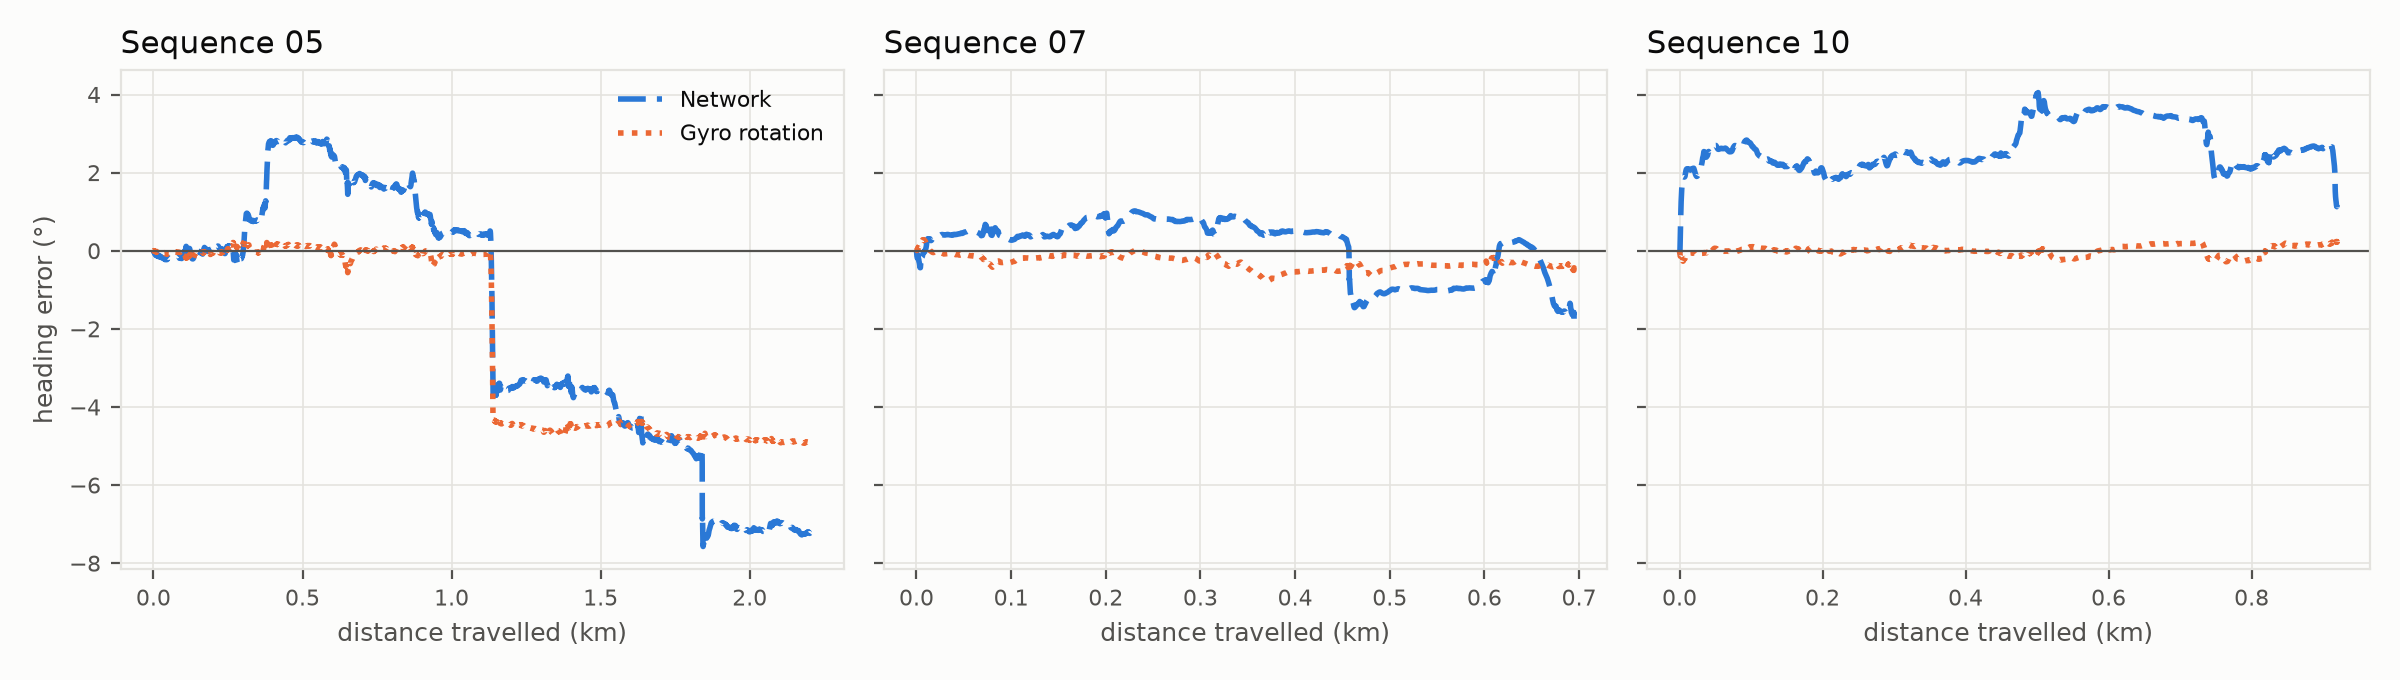 Sequence 05
Sequence 07
Sequence 10
Network
Gyro rotation
heading error (°)
4
2
0
−2
−4
−6
−8
0.0 0.5 1.0 1.5 2.0
0.0 0.1 0.2 0.3 0.4 0.5 0.6 0.7
0.0 0.2 0.4 0.6 0.8
distance travelled (km)
distance travelled (km)
distance travelled (km)